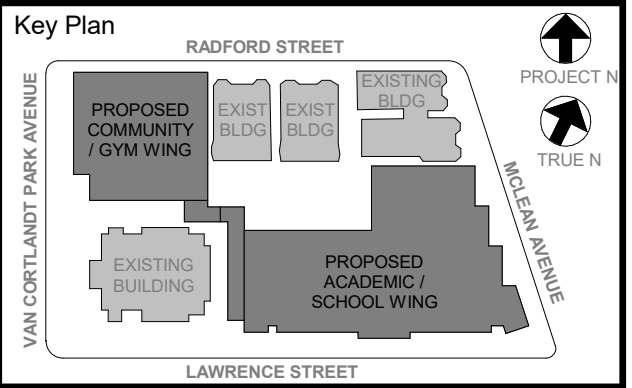 Key Plan
RADFORD STREET
PROJECT N
TRUE N
VAN CORTLANDT PARK AVENUE
PROPOSED
COMMUNITY
/ GYM WING
EXIST
BLDG
EXIST
BLDG
EXISTING
BLDG
MCLEAN AVENUE
EXISTING
BUILDING
PROPOSED
ACADEMIC /
SCHOOL WING
LAWRENCE STREET